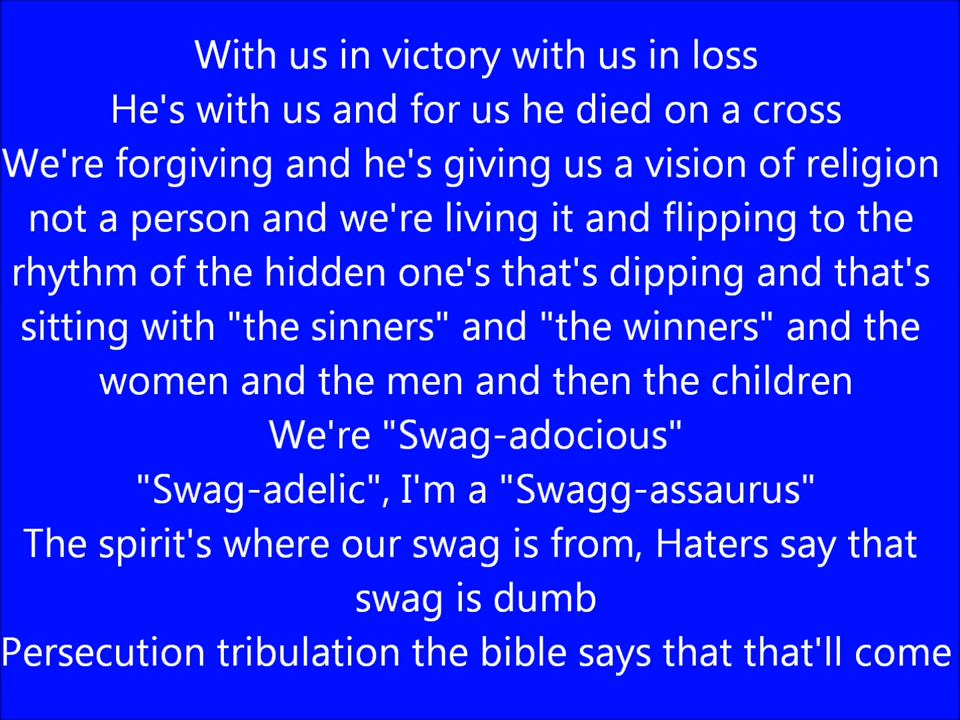 With us in victory with us in loss
He's with us and for us he died on a cross
We're forgiving and he's giving us a vision of religion
not a person and we're living it and flipping to the
rhythm of the hidden one's that's dipping and that's
sitting with "the sinners" and "the winners" and the
women and the men and then the children
We're "Swag-adocious"
"Swag-adelic", I'm a "Swagg-assaurus"
The spirit's where our swag is from, Haters say that
swag is dumb
Persecution tribulation the bible says that that'll come